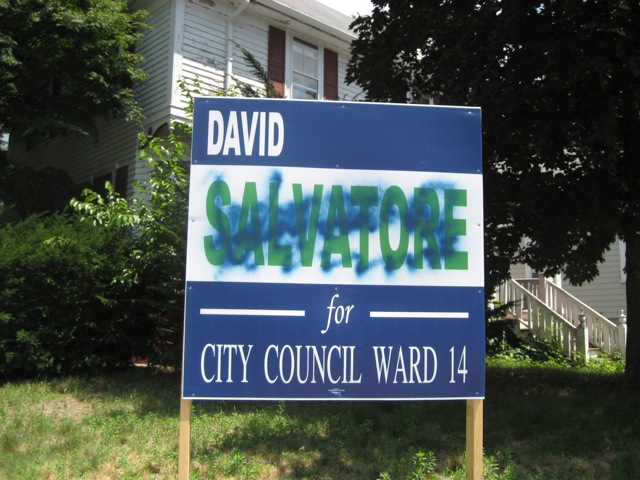 DAVID
SALVATORE
for
CITY COUNCIL WARD 14